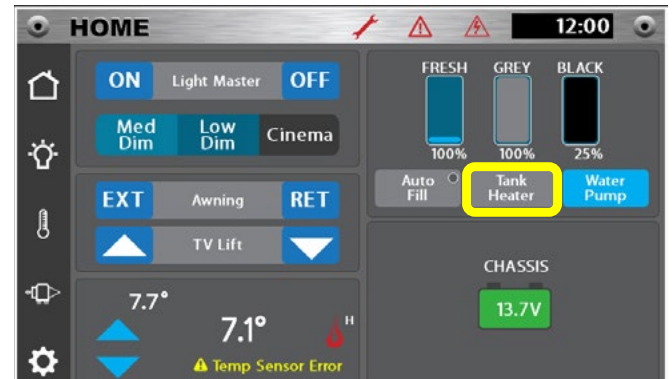 HOME
12:00
ON Light Master OFF
Med Dim
Low Dim
Cinema
EXT Awning RET
TV Lift
7.7°
7.1° H
Temp Sensor Error
FRESH GREY BLACK
100% 100% 25%
Auto Fill
Tank Heater
Water Pump
CHASSIS
13.7V